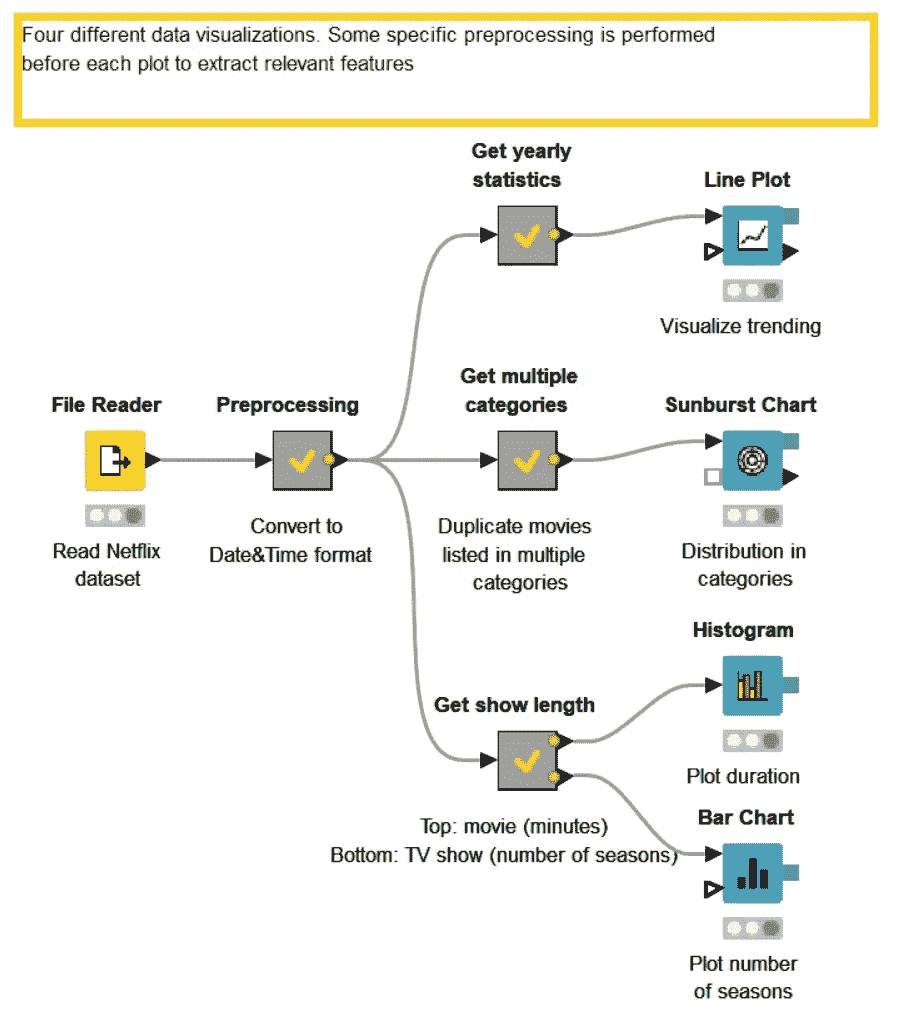 Four different data visualizations. Some specific preprocessing is performed
before each plot to extract relevant features
Get yearly
statistics
Line Plot
Visualize trending
File Reader
Read Netflix
dataset
Preprocessing
Convert to
Date&Time format
Get multiple
categories
Duplicate movies
listed in multiple
categories
Sunburst Chart
Distribution in
categories
Get show length
Top: movie (minutes)
Bottom: TV show (number of seasons)
Histogram
Plot duration
Bar Chart
Plot number
of seasons